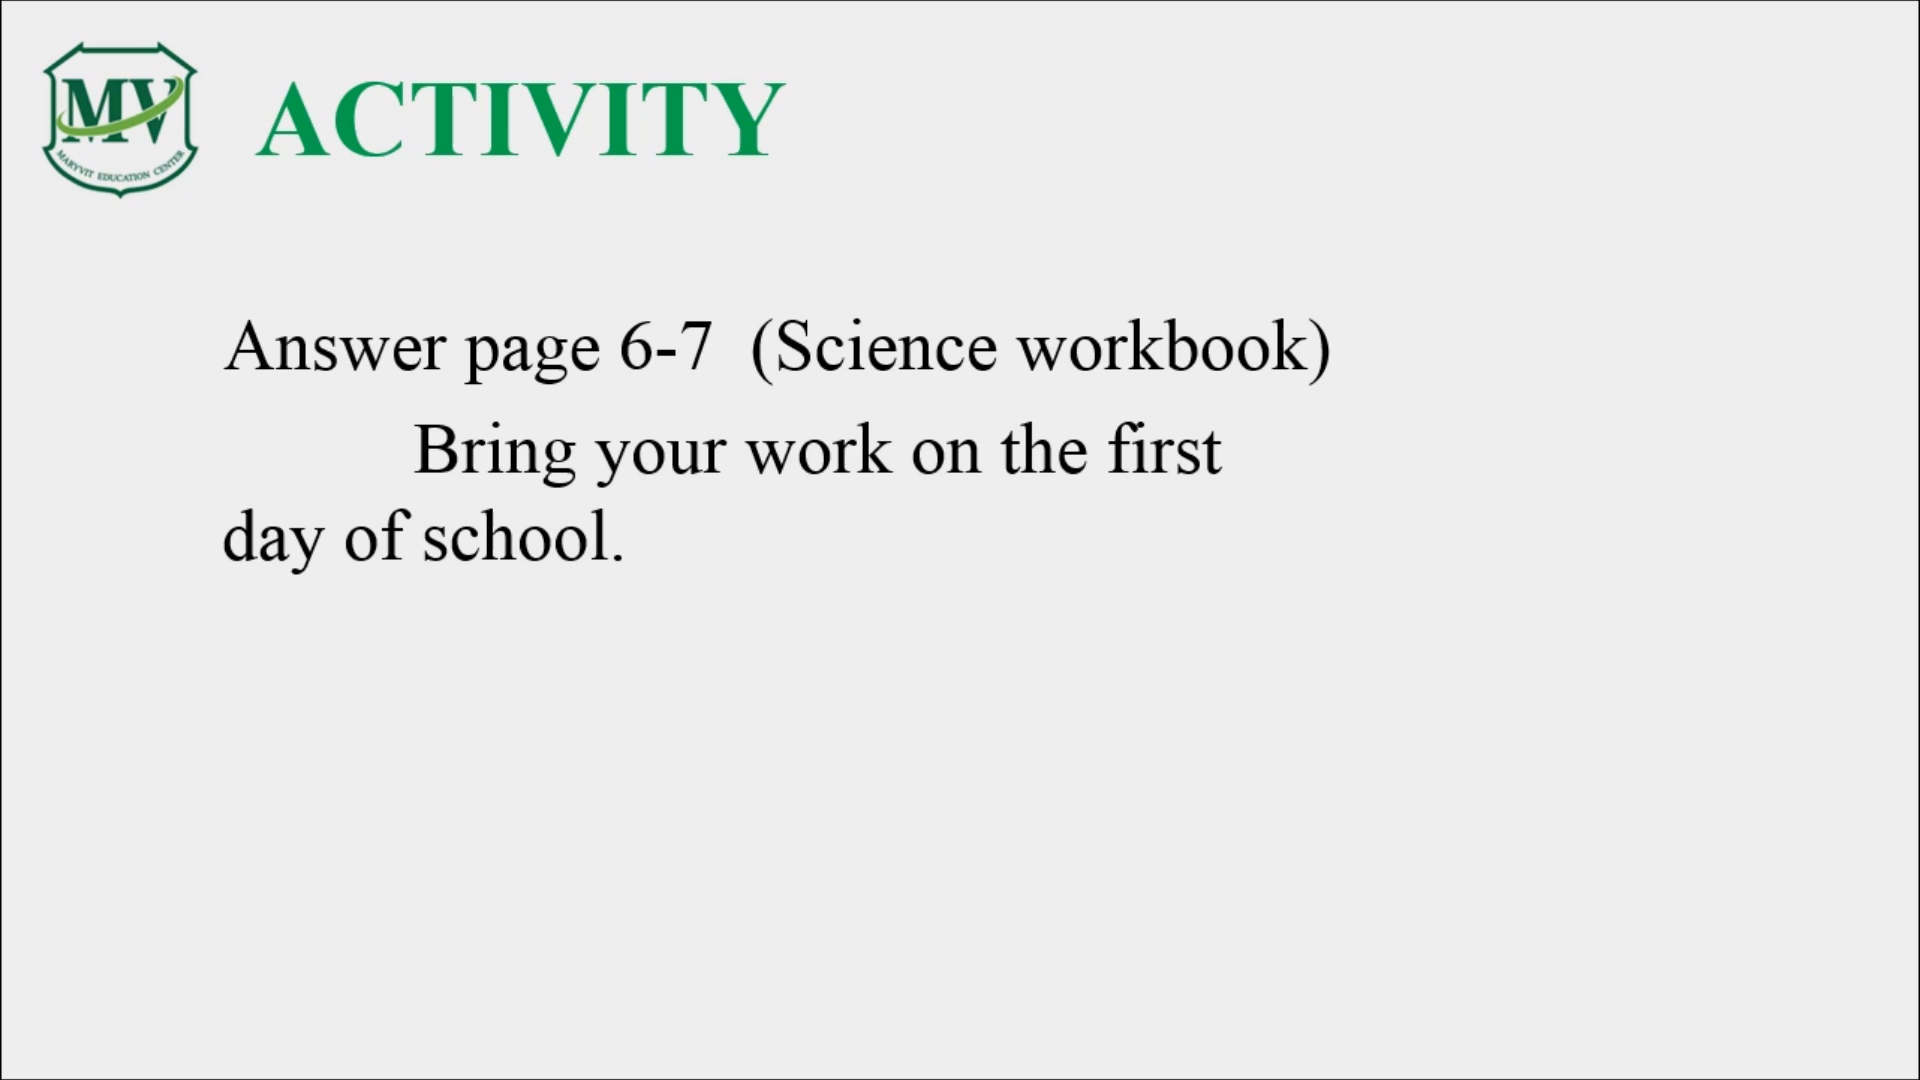 MV
MARYVIT EDUCATION CENTER
ACTIVITY
Answer page 6-7  (Science workbook)
Bring your work on the first
day of school.